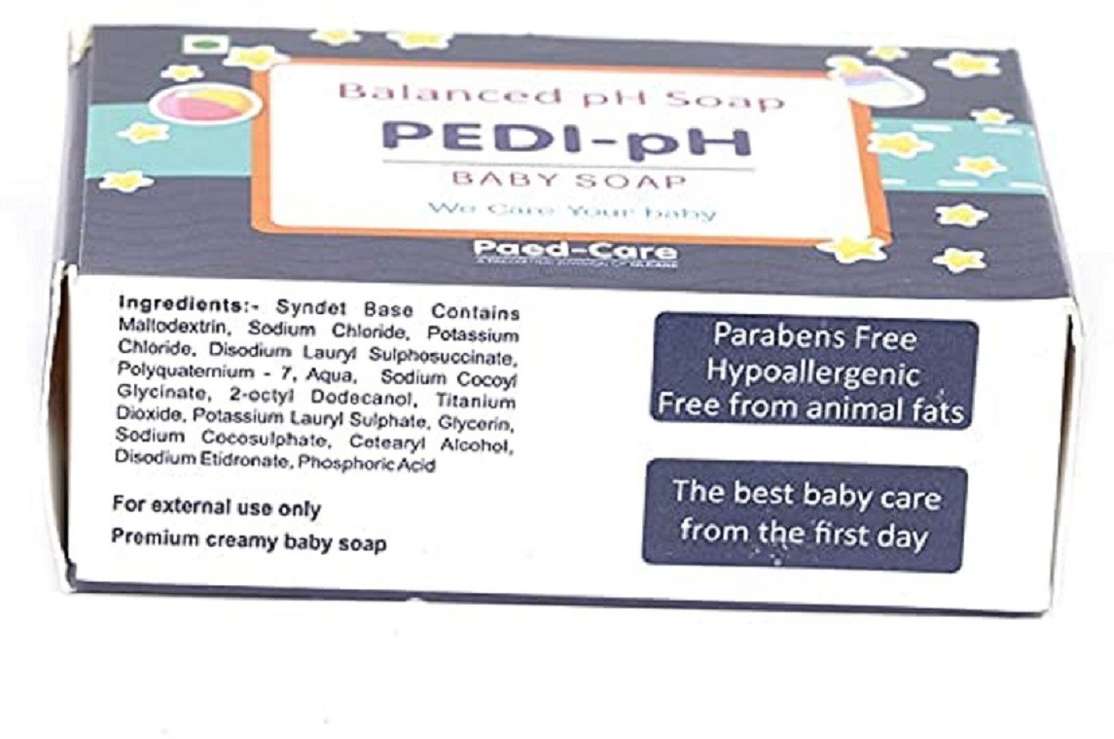 Balanced pH Soap
PEDI-pH
BABY SOAP
We Care Your baby
Paed-Care
Ingredients:- Syndet Base Contains
Maltodextrin, Sodium Chloride, Potassium
Chloride, Disodium Lauryl Sulphosuccinate,
Polyquaternium - 7, Aqua, Sodium Cocoyl
Glycinate, 2-octyl Dodecanol, Titanium
Dioxide, Potassium Lauryl Sulphate, Glycerin,
Sodium Cocosulphate, Cetearyl Alcohol,
Disodium Etidronate, Phosphoric Acid
For external use only
Premium creamy baby soap
Parabens Free
Hypoallergenic
Free from animal fats
The best baby care
from the first day